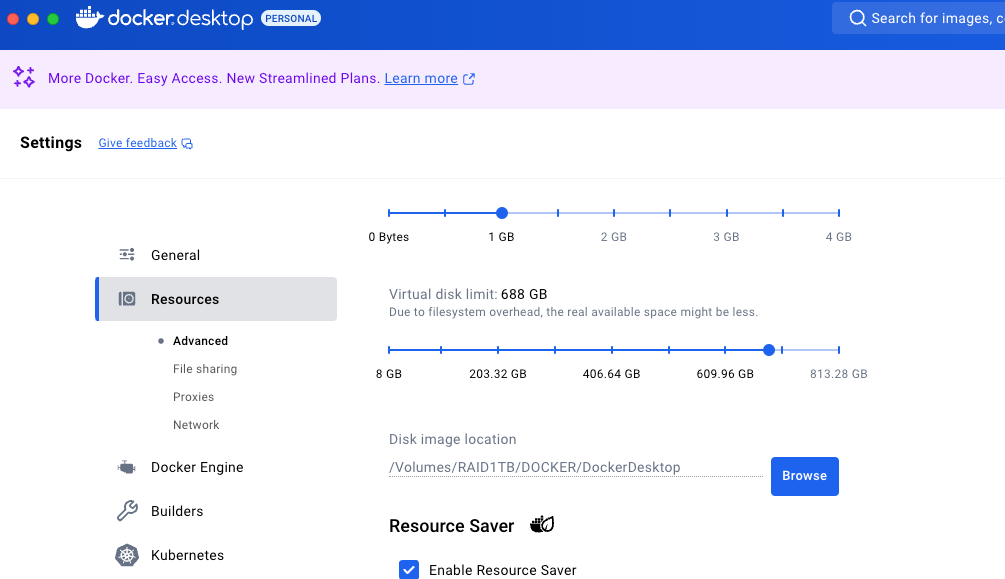 docker.desktop PERSONAL
Search for images, c
More Docker. Easy Access. New Streamlined Plans. Learn more
Settings Give feedback
0 Bytes 1 GB 2 GB 3 GB 4 GB
General
Resources
Advanced
File sharing
Proxies
Network
Docker Engine
Builders
Kubernetes
Virtual disk limit: 688 GB
Due to filesystem overhead, the real available space might be less.
8 GB 203.32 GB 406.64 GB 609.96 GB 813.28 GB
Disk image location
/Volumes/RAID1TB/DOCKER/DockerDesktop
Browse
Resource Saver
Enable Resource Saver